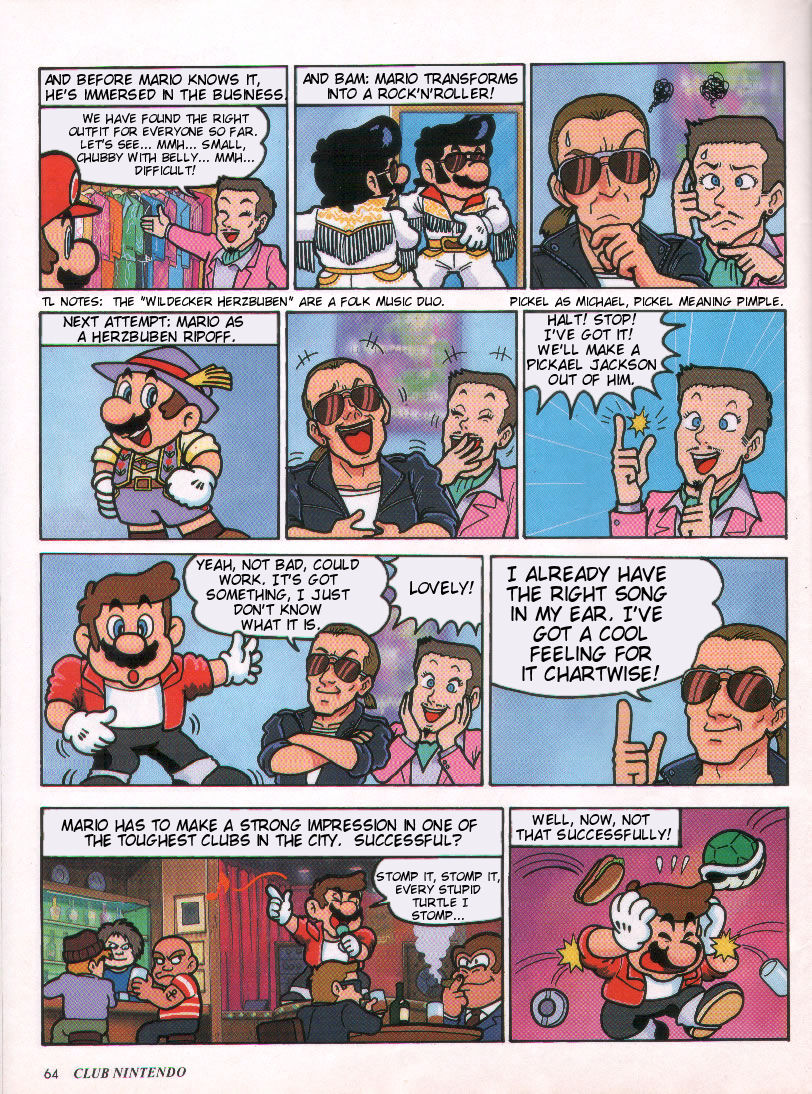 AND BEFORE MARIO KNOWS IT,
HE'S IMMERSED IN THE BUSINESS.
WE HAVE FOUND THE RIGHT
OUTFIT FOR EVERYONE SO FAR.
LET'S SEE... MMH... SMALL,
CHUBBY WITH BELLY... MMH...
DIFFICULT!
AND BAM: MARIO TRANSFORMS
INTO A ROCK'N'ROLLER!
TL NOTES: THE "WILDECKER HERZBUBEN" ARE A FOLK MUSIC DUO.
PICKEL AS MICHAEL, PICKEL MEANING PIMPLE.
NEXT ATTEMPT: MARIO AS
A HERZBUBEN RIPOFF.
HALT! STOP!
I'VE GOT IT!
WE'LL MAKE A
PICKAEL JACKSON
OUT OF HIM.
YEAH, NOT BAD, COULD
WORK. IT'S GOT
SOMETHING, I JUST
DON'T KNOW
WHAT IT IS.
LOVELY!
I ALREADY HAVE
THE RIGHT SONG
IN MY EAR. I'VE
GOT A COOL
FEELING FOR
IT CHARTWISE!
MARIO HAS TO MAKE A STRONG IMPRESSION IN ONE OF
THE TOUGHEST CLUBS IN THE CITY. SUCCESSFUL?
STOMP IT, STOMP IT,
EVERY STUPID
TURTLE I
STOMP...
WELL, NOW, NOT
THAT SUCCESSFULLY!
64 CLUB NINTENDO